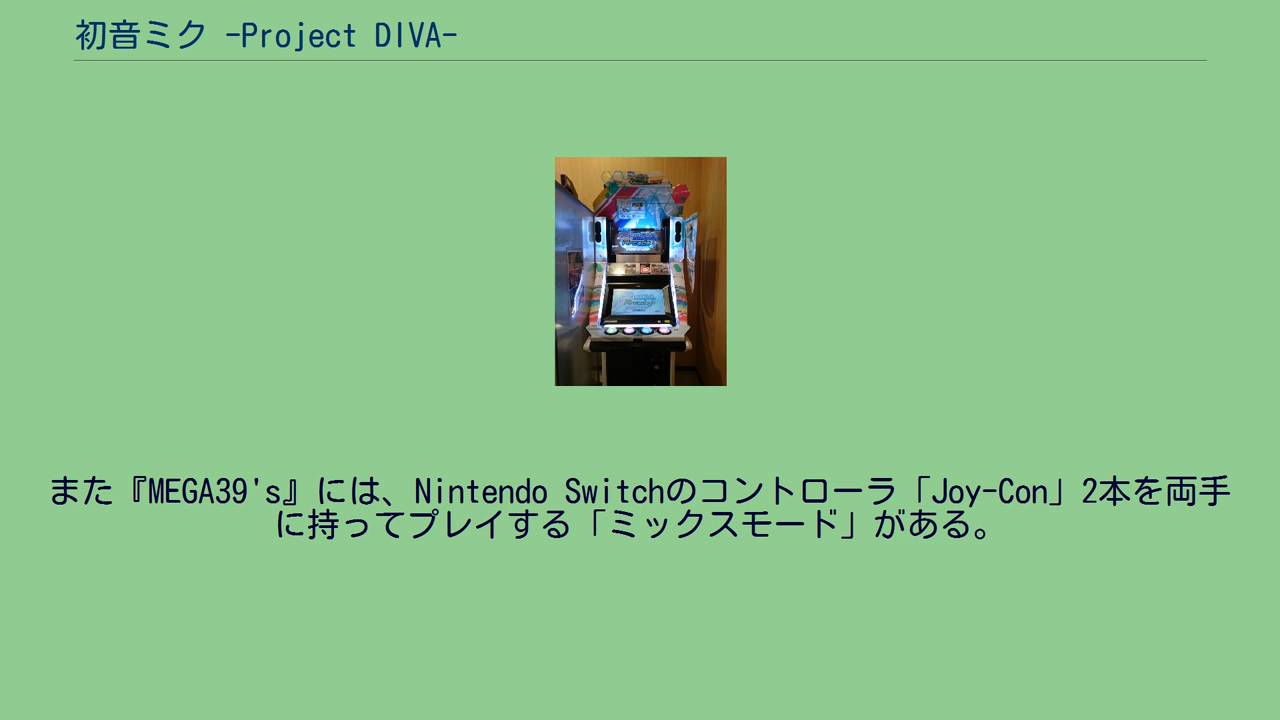 初音ミク -Project DIVA-
また『MEGA39's』には、Nintendo Switchのコントローラ「Joy-Con」2本を両手
に持ってプレイする「ミックスモード」がある。